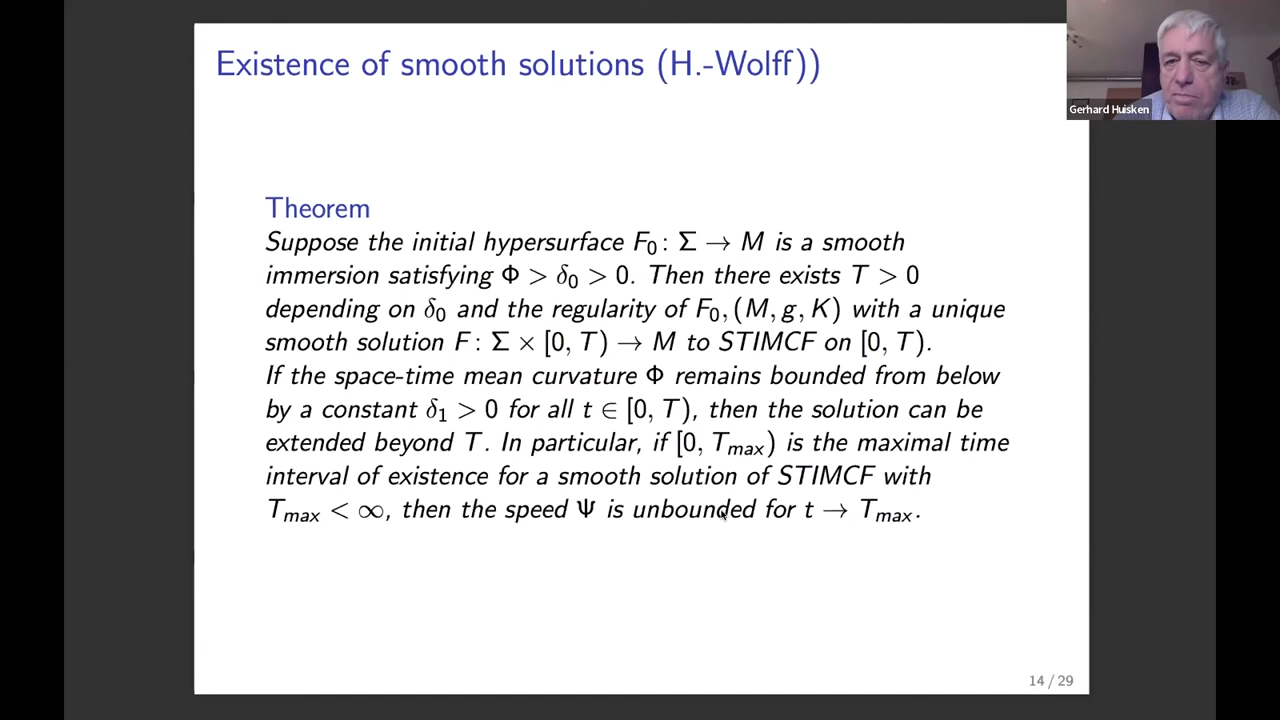 Existence of smooth solutions (H.-Wolff))
Gerhard Huisken
Theorem
Suppose the initial hypersurface F₀ : Σ → M is a smooth
immersion satisfying Φ > δ₀ > 0. Then there exists T > 0
depending on δ₀ and the regularity of F₀, (M, g, K) with a unique
smooth solution F : Σ × [0, T) → M to STIMCF on [0, T).
If the space-time mean curvature Φ remains bounded from below
by a constant δ₁ > 0 for all t ∈ [0, T), then the solution can be
extended beyond T. In particular, if [0, Tₘₐₓ) is the maximal time
interval of existence for a smooth solution of STIMCF with
Tₘₐₓ < ∞, then the speed Ψ is unbounded for t → Tₘₐₓ.
14 / 29